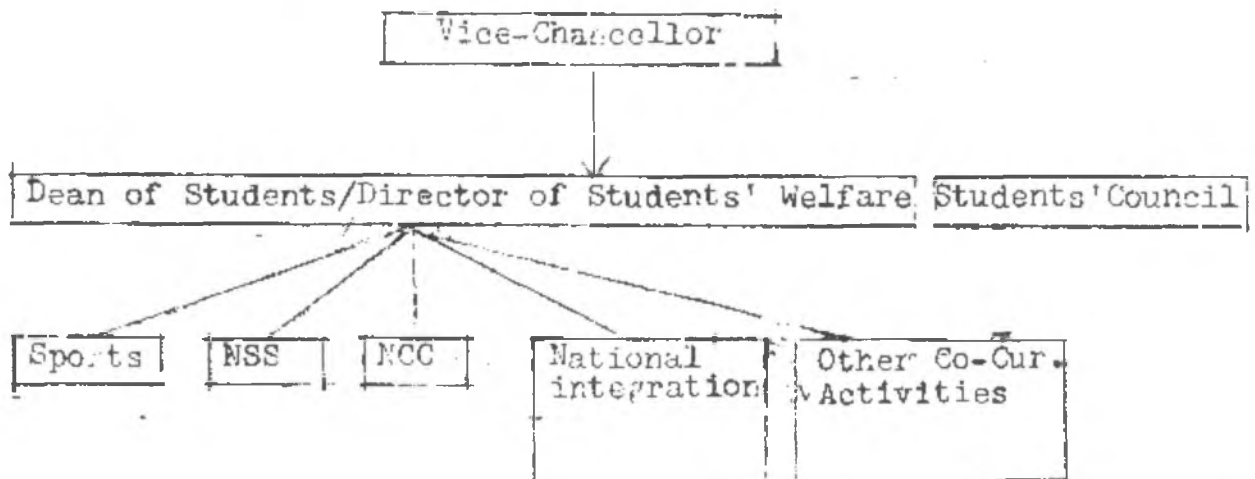 Vice-Chancellor
Dean of Students/Director of Students' Welfare
Students'Council
Sports
NSS
NCC
National
integration
Other Co-Cur.
Activities